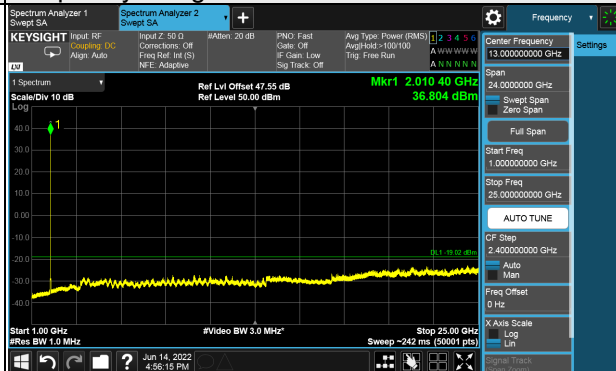 Spectrum Analyzer 1
Swept SA
Spectrum Analyzer 2
Swept SA
Frequency
KEYSIGHT
Input: RF
Coupling: DC
Align: Auto
Input Z: 50 Ω
Corrections: Off
Freq Ref: Int (S)
NFE: Adaptive
#Atten: 20 dB
PNO: Fast
Gate: Off
IF Gain: Low
Sig Track: Off
Avg Type: Power (RMS)
Avg|Hold:>100/100
Trig: Free Run
1 2 3 4 5 6
A W W W W W
A N N N N N
LXI
1 Spectrum
Scale/Div 10 dB
Ref Lvl Offset 47.55 dB
Ref Level 50.00 dBm
Mkr1 2.010 40 GHz
36.804 dBm
Log
40.0
30.0
20.0
10.0
0.00
-10.0
-20.0
-30.0
-40.0
1
DL1 -19.02 dBm
Start 1.00 GHz
#Res BW 1.0 MHz
#Video BW 3.0 MHz*
Stop 25.00 GHz
Sweep ~242 ms (50001 pts)
Jun 14, 2022
4:56:15 PM
Center Frequency
13.000000000 GHz
Settings
Span
24.0000000 GHz
Swept Span
Zero Span
Full Span
Start Freq
1.000000000 GHz
Stop Freq
25.000000000 GHz
AUTO TUNE
CF Step
2.400000000 GHz
Auto
Man
Freq Offset
0 Hz
X Axis Scale
Log
Lin
Signal Track
(Span Zoom)